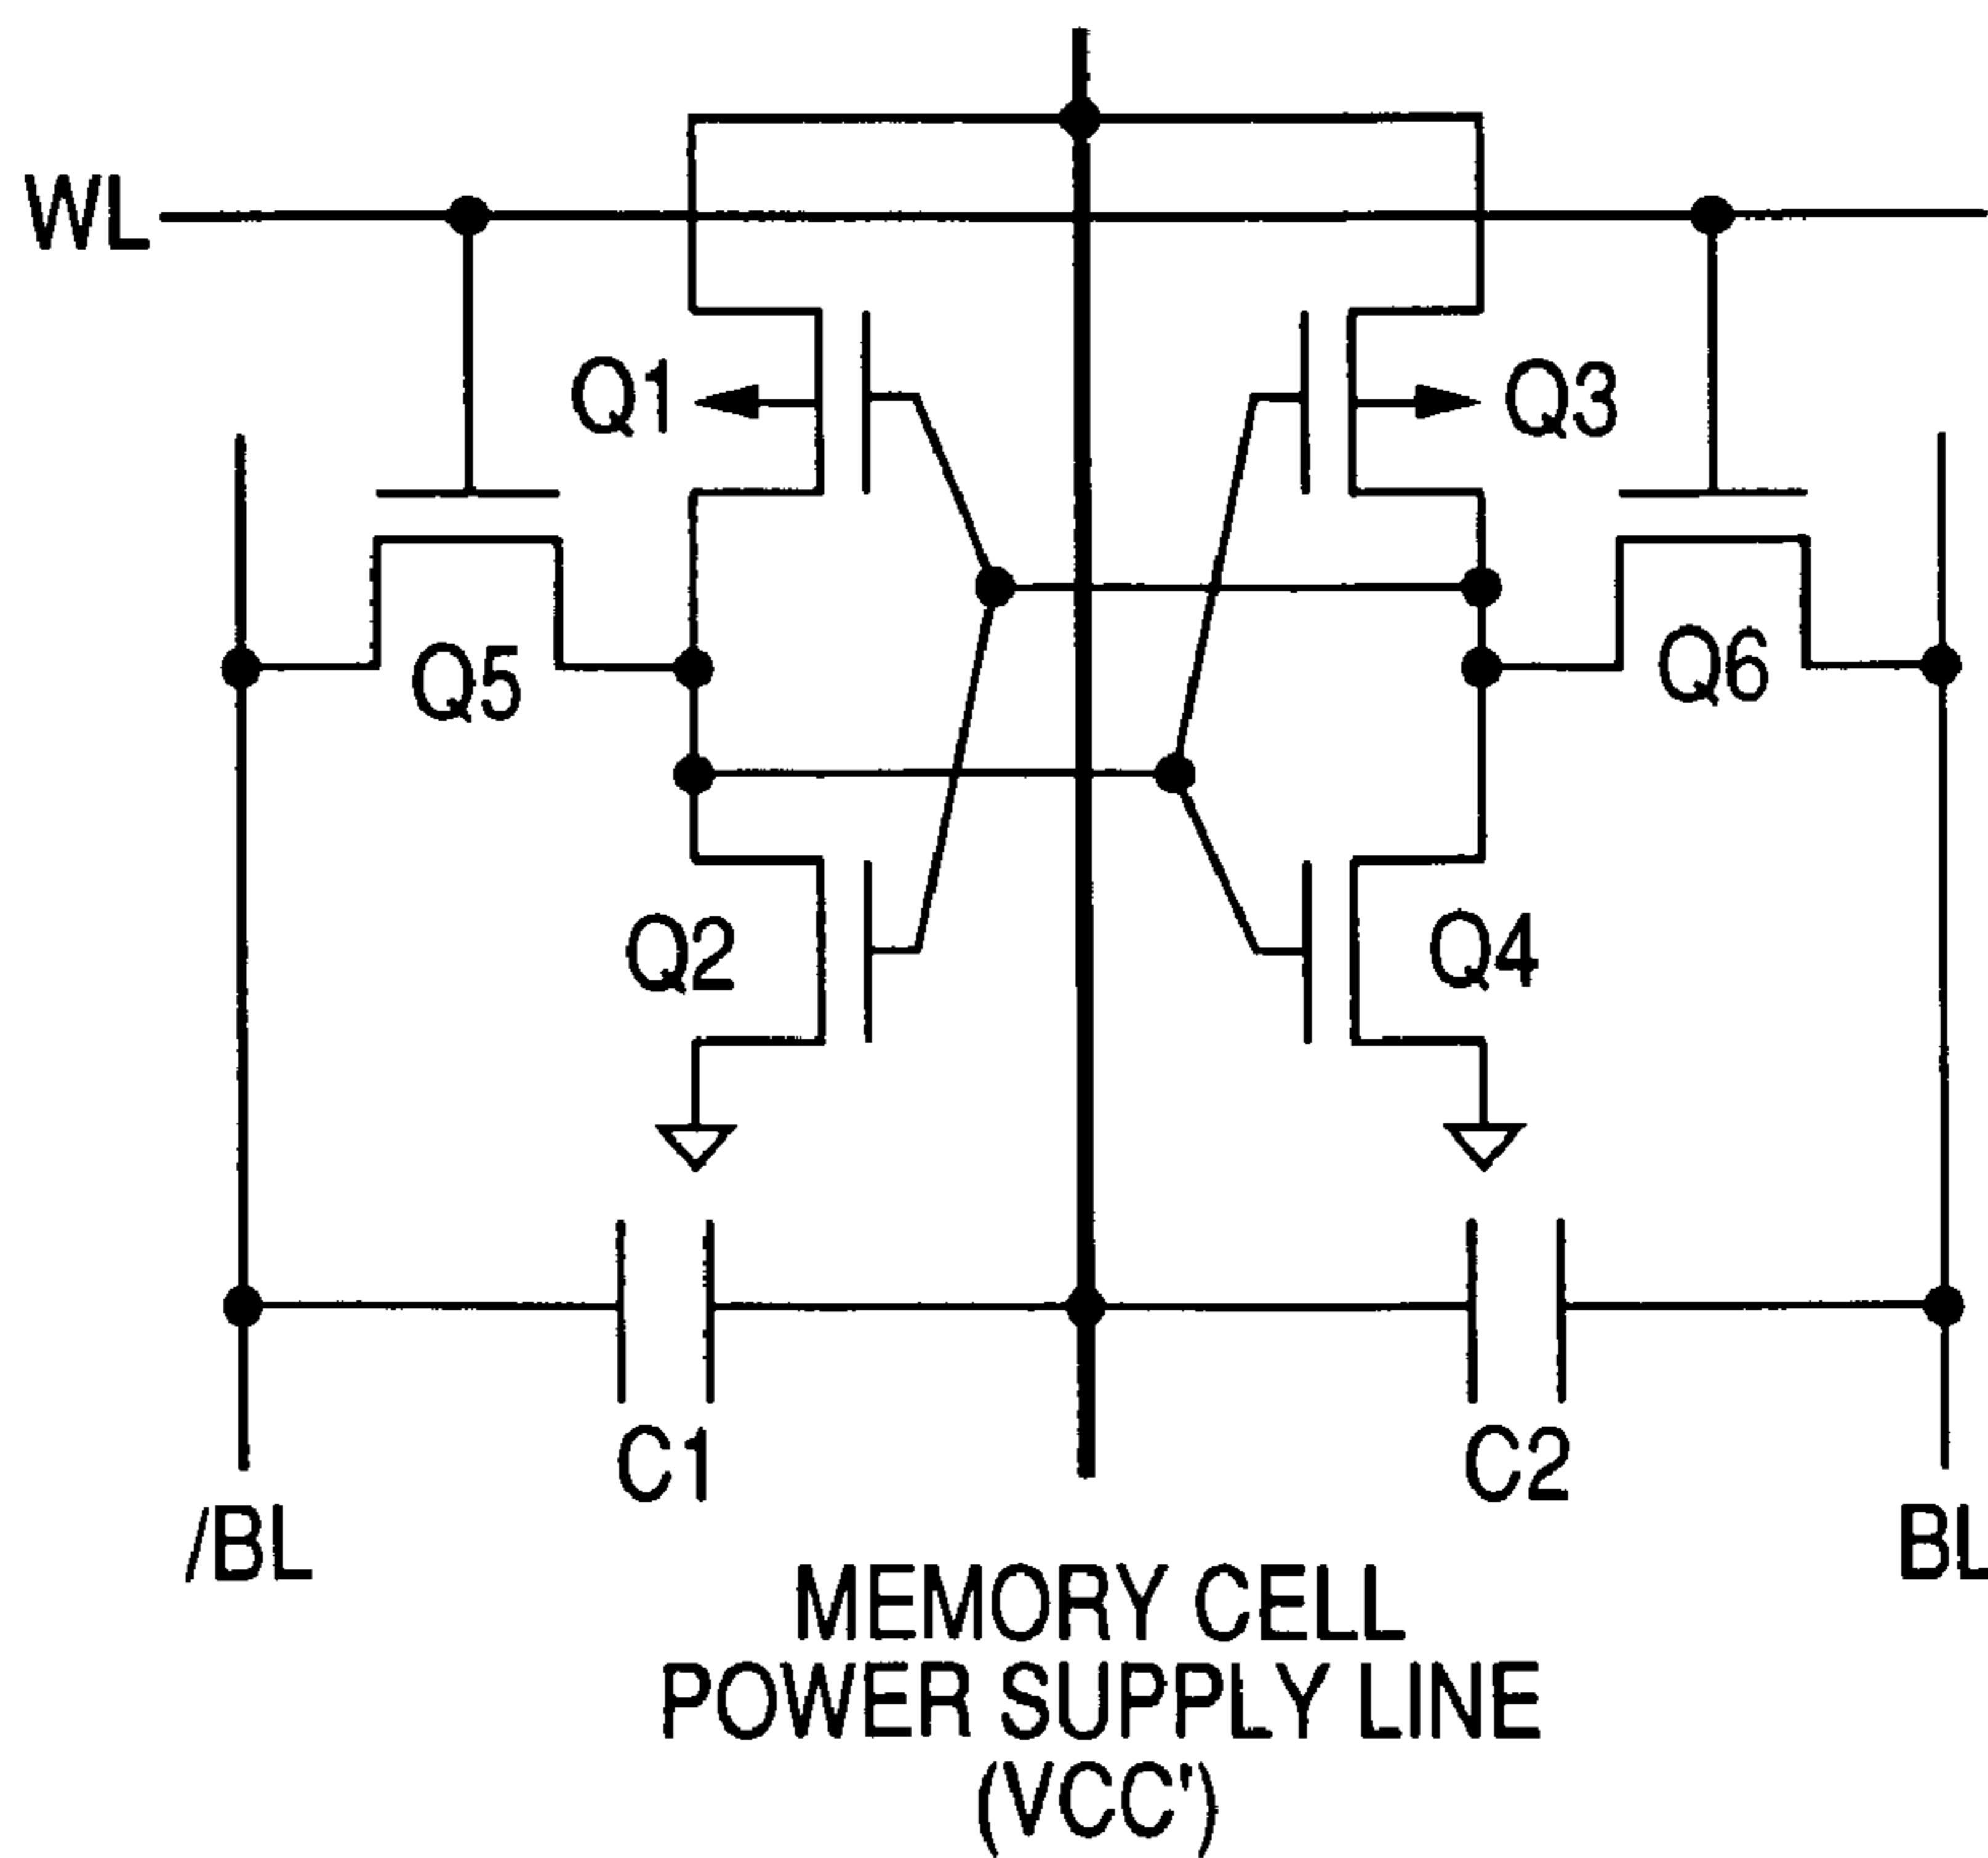 WL
Q1
Q3
Q5
Q6
Q2
Q4
C1
C2
/BL
BL
MEMORY CELL
POWER SUPPLY LINE
(VCC')